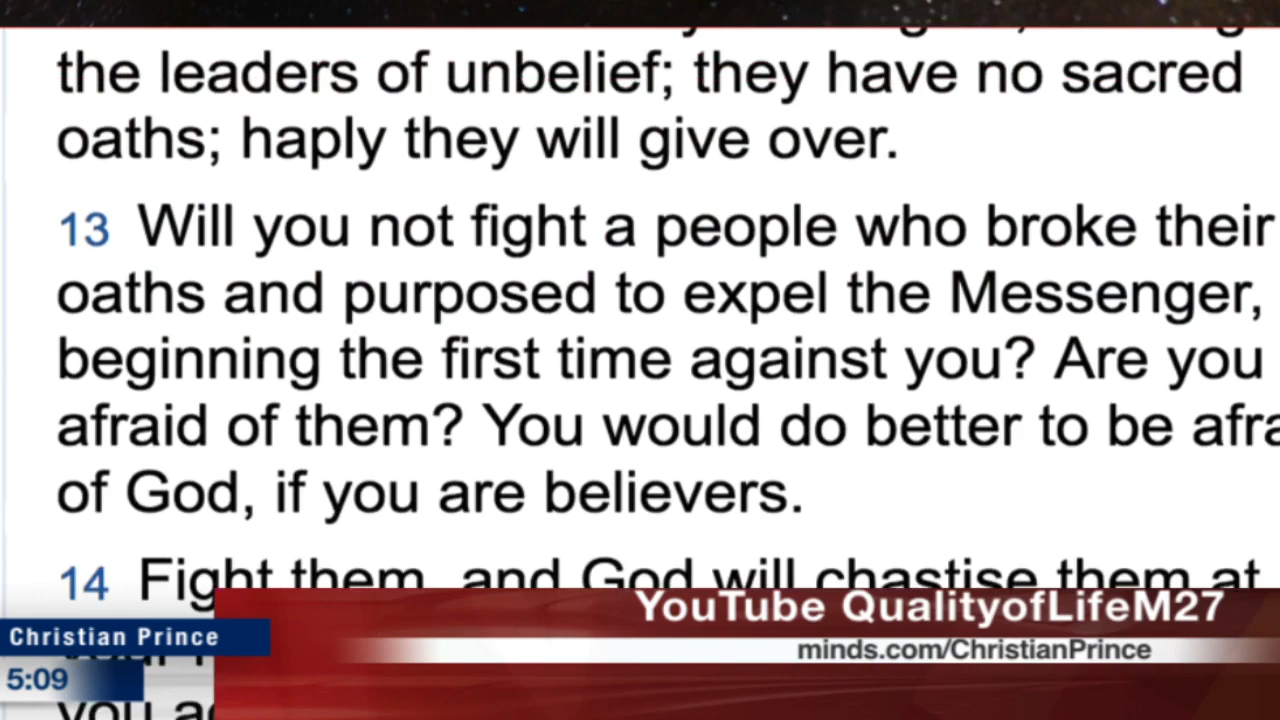 the leaders of unbelief; they have no sacred
oaths; haply they will give over.
13 Will you not fight a people who broke their
oaths and purposed to expel the Messenger,
beginning the first time against you? Are you
afraid of them? You would do better to be afra
of God, if you are believers.
14 Fight them, and God will chastise them at
YouTube QualityofLifeM27
Christian Prince
minds.com/ChristianPrince
5:09
you